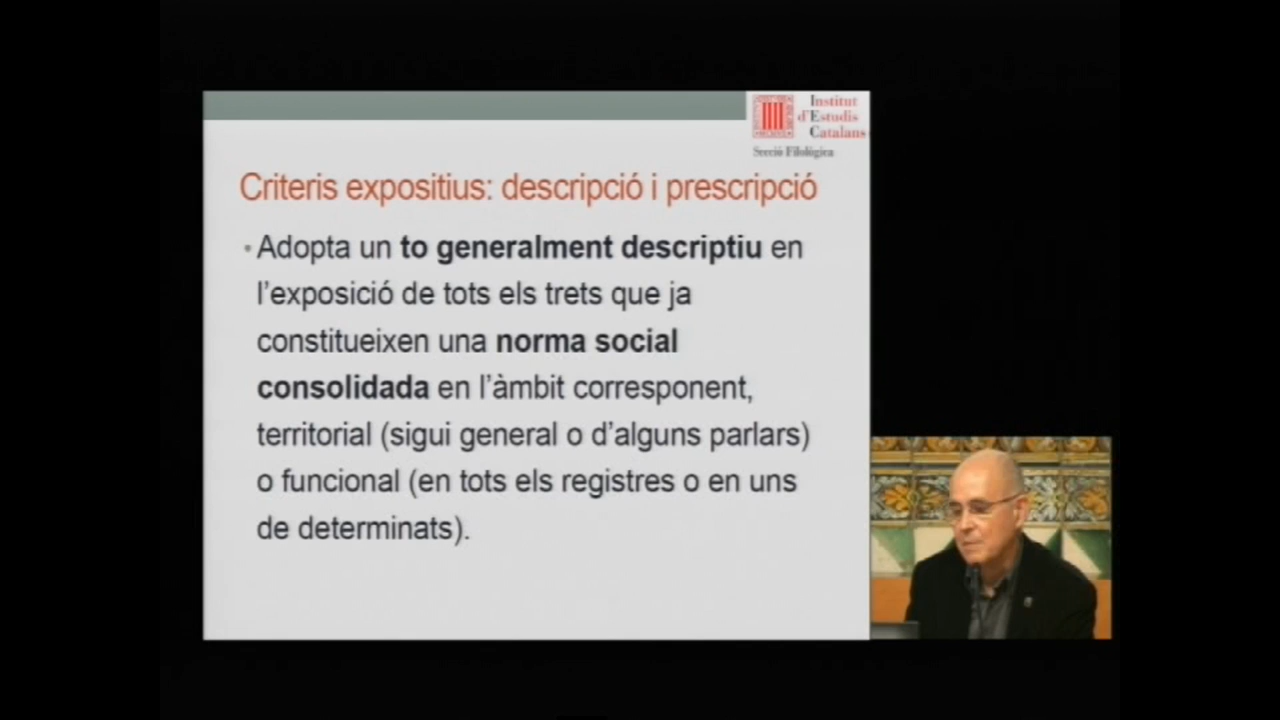 Institut
d'Estudis
Catalans
Secció Filològica
Criteris expositius: descripció i prescripció
• Adopta un to generalment descriptiu en
l'exposició de tots els trets que ja
constitueixen una norma social
consolidada en l'àmbit corresponent,
territorial (sigui general o d'alguns parlars)
o funcional (en tots els registres o en uns
de determinats).